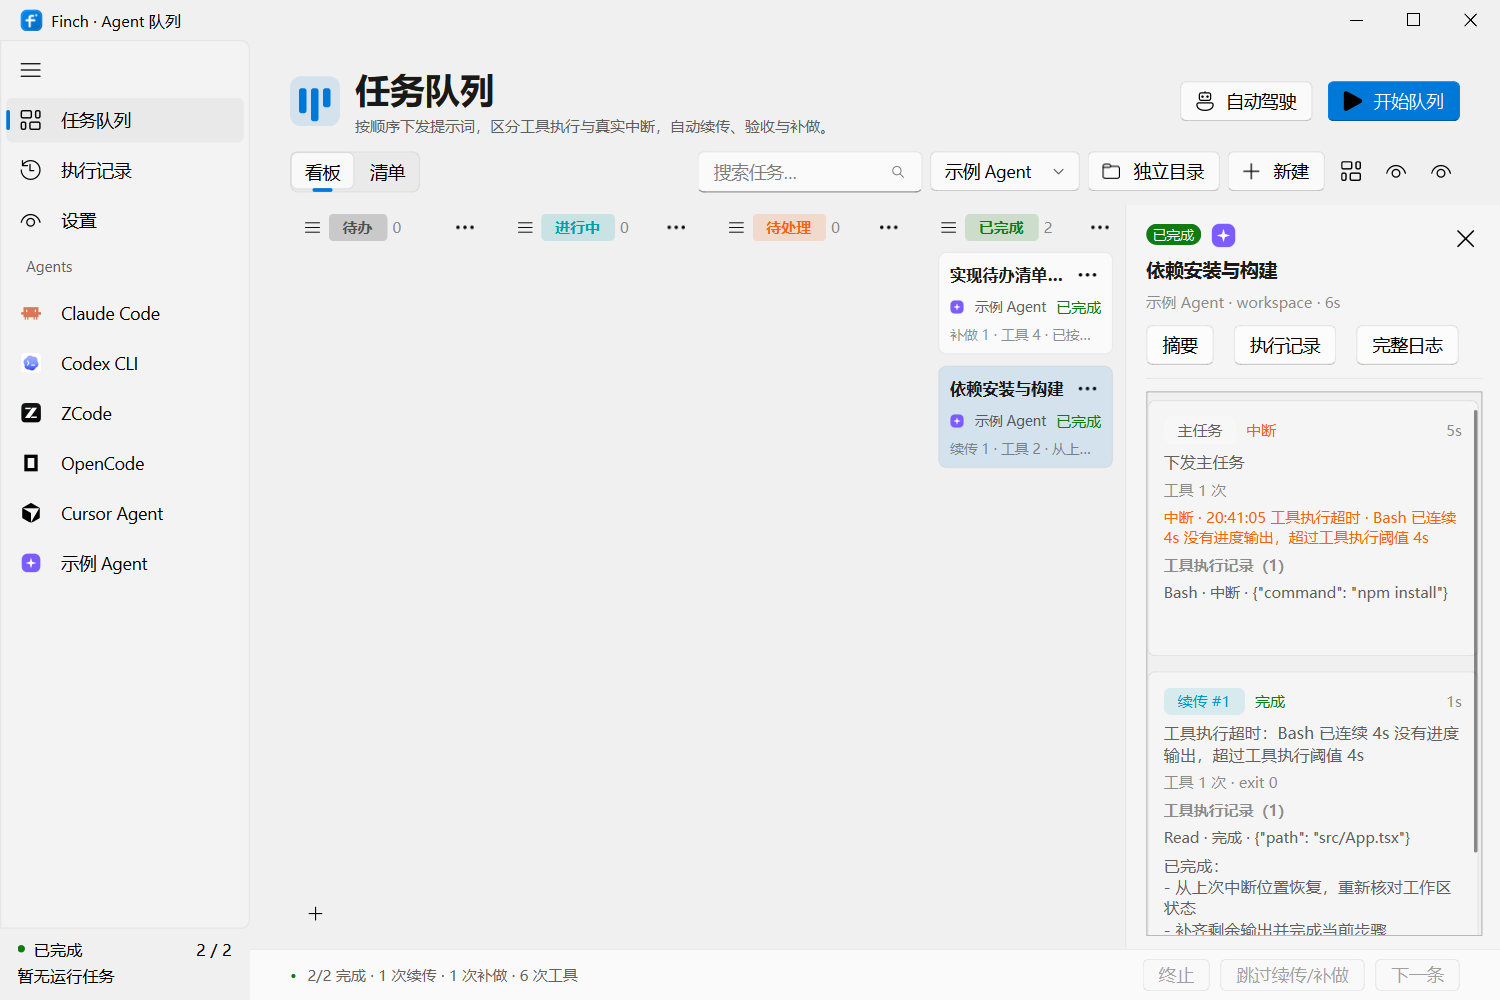 Finch · Agent 队列
任务队列
执行记录
设置
Agents
Claude Code
Codex CLI
ZCode
OpenCode
Cursor Agent
示例 Agent
已完成 2 / 2
暂无运行任务
任务队列
按顺序下发提示词，区分工具执行与真实中断，自动续传、验收与补做。
自动驾驶
开始队列
看板 清单
搜索任务...
示例 Agent
独立目录
新建
待办 0
进行中 0
待处理 0
已完成 2
实现待办清单...
示例 Agent 已完成
补做 1 · 工具 4 · 已按...
依赖安装与构建
示例 Agent 已完成
续传 1 · 工具 2 · 从上...
已完成
依赖安装与构建
示例 Agent · workspace · 6s
摘要 执行记录 完整日志
主任务 中断 5s
下发主任务
工具 1 次
中断 · 20:41:05 工具执行超时 · Bash 已连续
4s 没有进度输出，超过工具执行阈值 4s
工具执行记录（1）
Bash · 中断 · {"command": "npm install"}
续传 #1 完成 1s
工具执行超时：Bash 已连续 4s 没有进度
输出，超过工具执行阈值 4s
工具 1 次 · exit 0
工具执行记录（1）
Read · 完成 · {"path": "src/App.tsx"}
已完成：
- 从上次中断位置恢复，重新核对工作区
状态
- 补齐剩余输出并完成当前步骤
2/2 完成 · 1 次续传 · 1 次补做 · 6 次工具
终止 跳过续传/补做 下一条